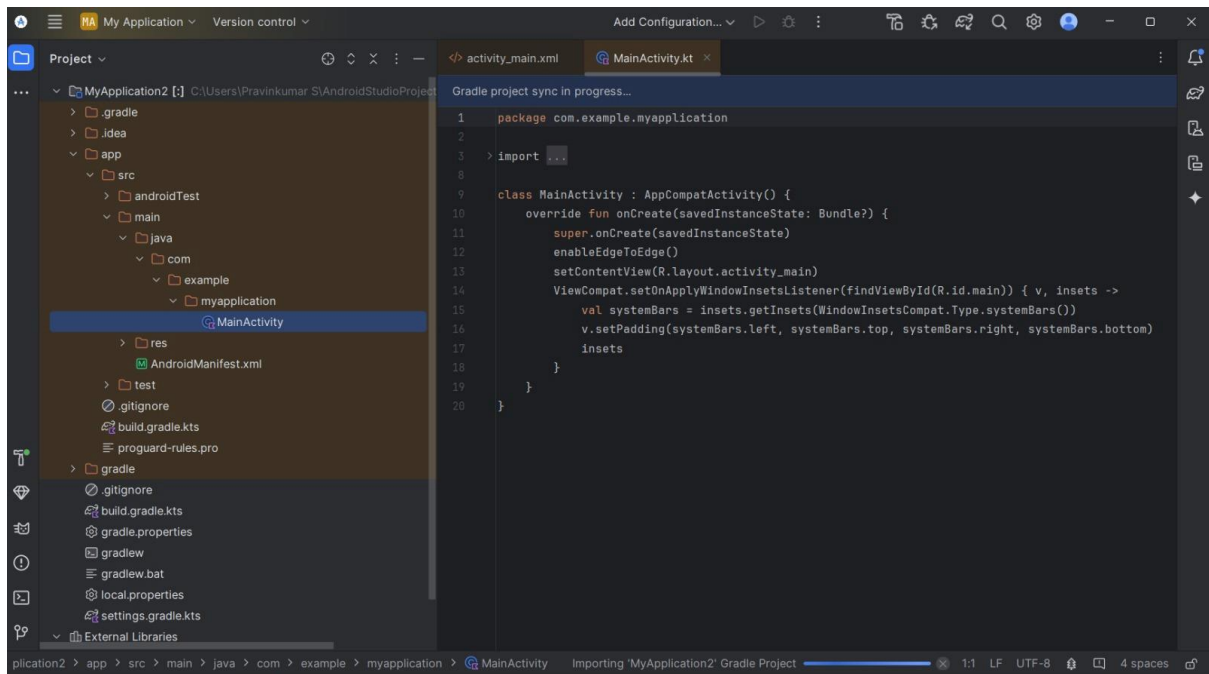 MA My Application Version control Add Configuration...
Project
activity_main.xml MainActivity.kt
MyApplication2 [:] C:\Users\Pravinkumar S\AndroidStudioProject
.gradle
.idea
app
src
androidTest
main
java
com
example
myapplication
MainActivity
res
AndroidManifest.xml
test
.gitignore
build.gradle.kts
proguard-rules.pro
gradle
.gitignore
build.gradle.kts
gradle.properties
gradlew
gradlew.bat
local.properties
settings.gradle.kts
External Libraries
Gradle project sync in progress...
1 package com.example.myapplication
2
3 import ...
8
9 class MainActivity : AppCompatActivity() {
10 override fun onCreate(savedInstanceState: Bundle?) {
11 super.onCreate(savedInstanceState)
12 enableEdgeToEdge()
13 setContentView(R.layout.activity_main)
14 ViewCompat.setOnApplyWindowInsetsListener(findViewById(R.id.main)) { v, insets ->
15 val systemBars = insets.getInsets(WindowInsetsCompat.Type.systemBars())
16 v.setPadding(systemBars.left, systemBars.top, systemBars.right, systemBars.bottom)
17 insets
18 }
19 }
20 }
plication2 > app > src > main > java > com > example > myapplication > MainActivity Importing 'MyApplication2' Gradle Project 1:1 LF UTF-8 4 spaces